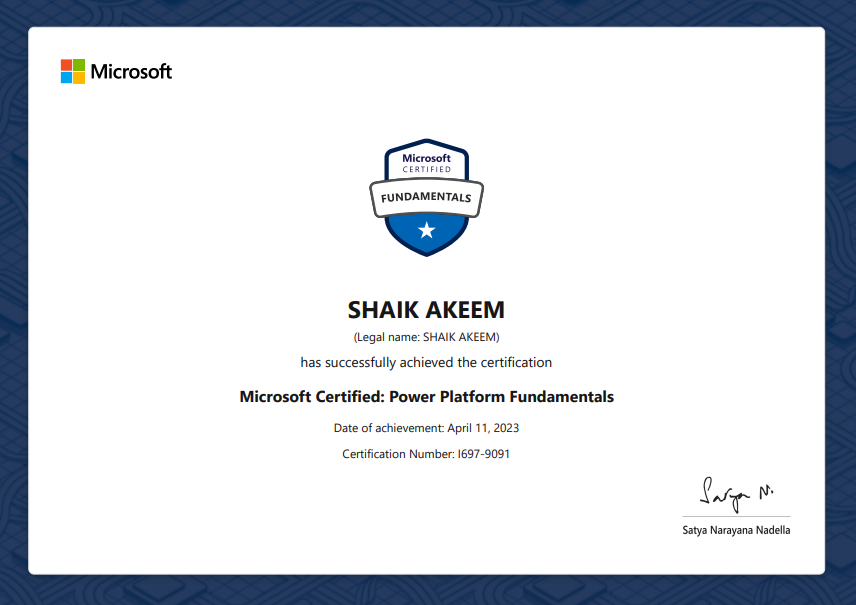 Microsoft
Microsoft
CERTIFIED
FUNDAMENTALS
SHAIK AKEEM
(Legal name: SHAIK AKEEM)
has successfully achieved the certification
Microsoft Certified: Power Platform Fundamentals
Date of achievement: April 11, 2023
Certification Number: I697-9091
Satya N.
Satya Narayana Nadella